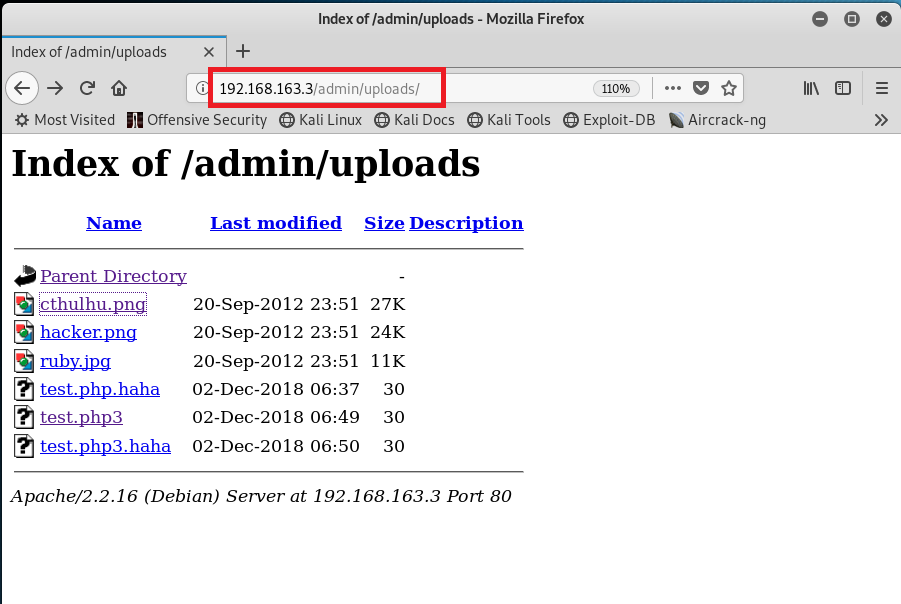 Index of /admin/uploads - Mozilla Firefox
Index of /admin/uploads
192.168.163.3/admin/uploads/ 110%
Most Visited Offensive Security Kali Linux Kali Docs Kali Tools Exploit-DB Aircrack-ng
Index of /admin/uploads
Name Last modified Size Description
Parent Directory -
cthulhu.png 20-Sep-2012 23:51 27K
hacker.png 20-Sep-2012 23:51 24K
ruby.jpg 20-Sep-2012 23:51 11K
test.php.haha 02-Dec-2018 06:37 30
test.php3 02-Dec-2018 06:49 30
test.php3.haha 02-Dec-2018 06:50 30
Apache/2.2.16 (Debian) Server at 192.168.163.3 Port 80